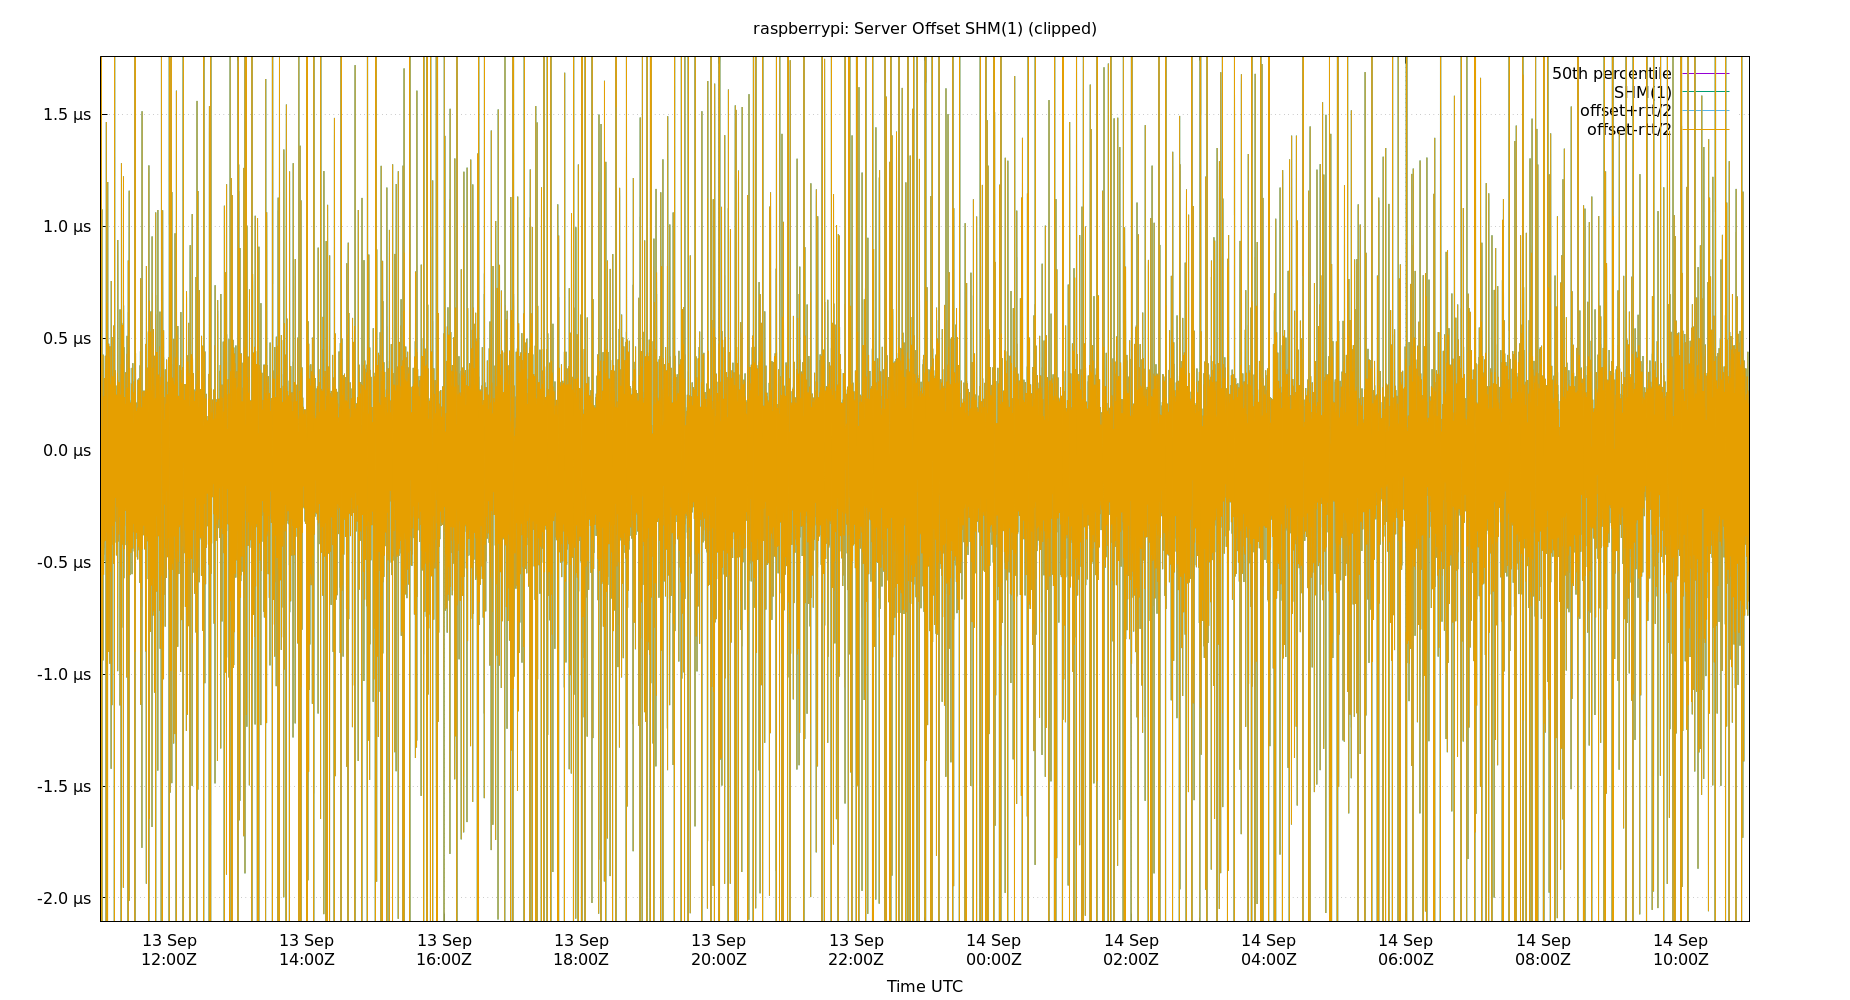 raspberrypi: Server Offset SHM(1) (clipped)
50th percentile
SHM(1)
offset+rtt/2
offset-rtt/2
1.5 µs
1.0 µs
0.5 µs
0.0 µs
-0.5 µs
-1.0 µs
-1.5 µs
-2.0 µs
13 Sep 13 Sep 13 Sep 13 Sep 13 Sep 13 Sep 14 Sep 14 Sep 14 Sep 14 Sep 14 Sep 14 Sep
12:00Z 14:00Z 16:00Z 18:00Z 20:00Z 22:00Z 00:00Z 02:00Z 04:00Z 06:00Z 08:00Z 10:00Z
Time UTC